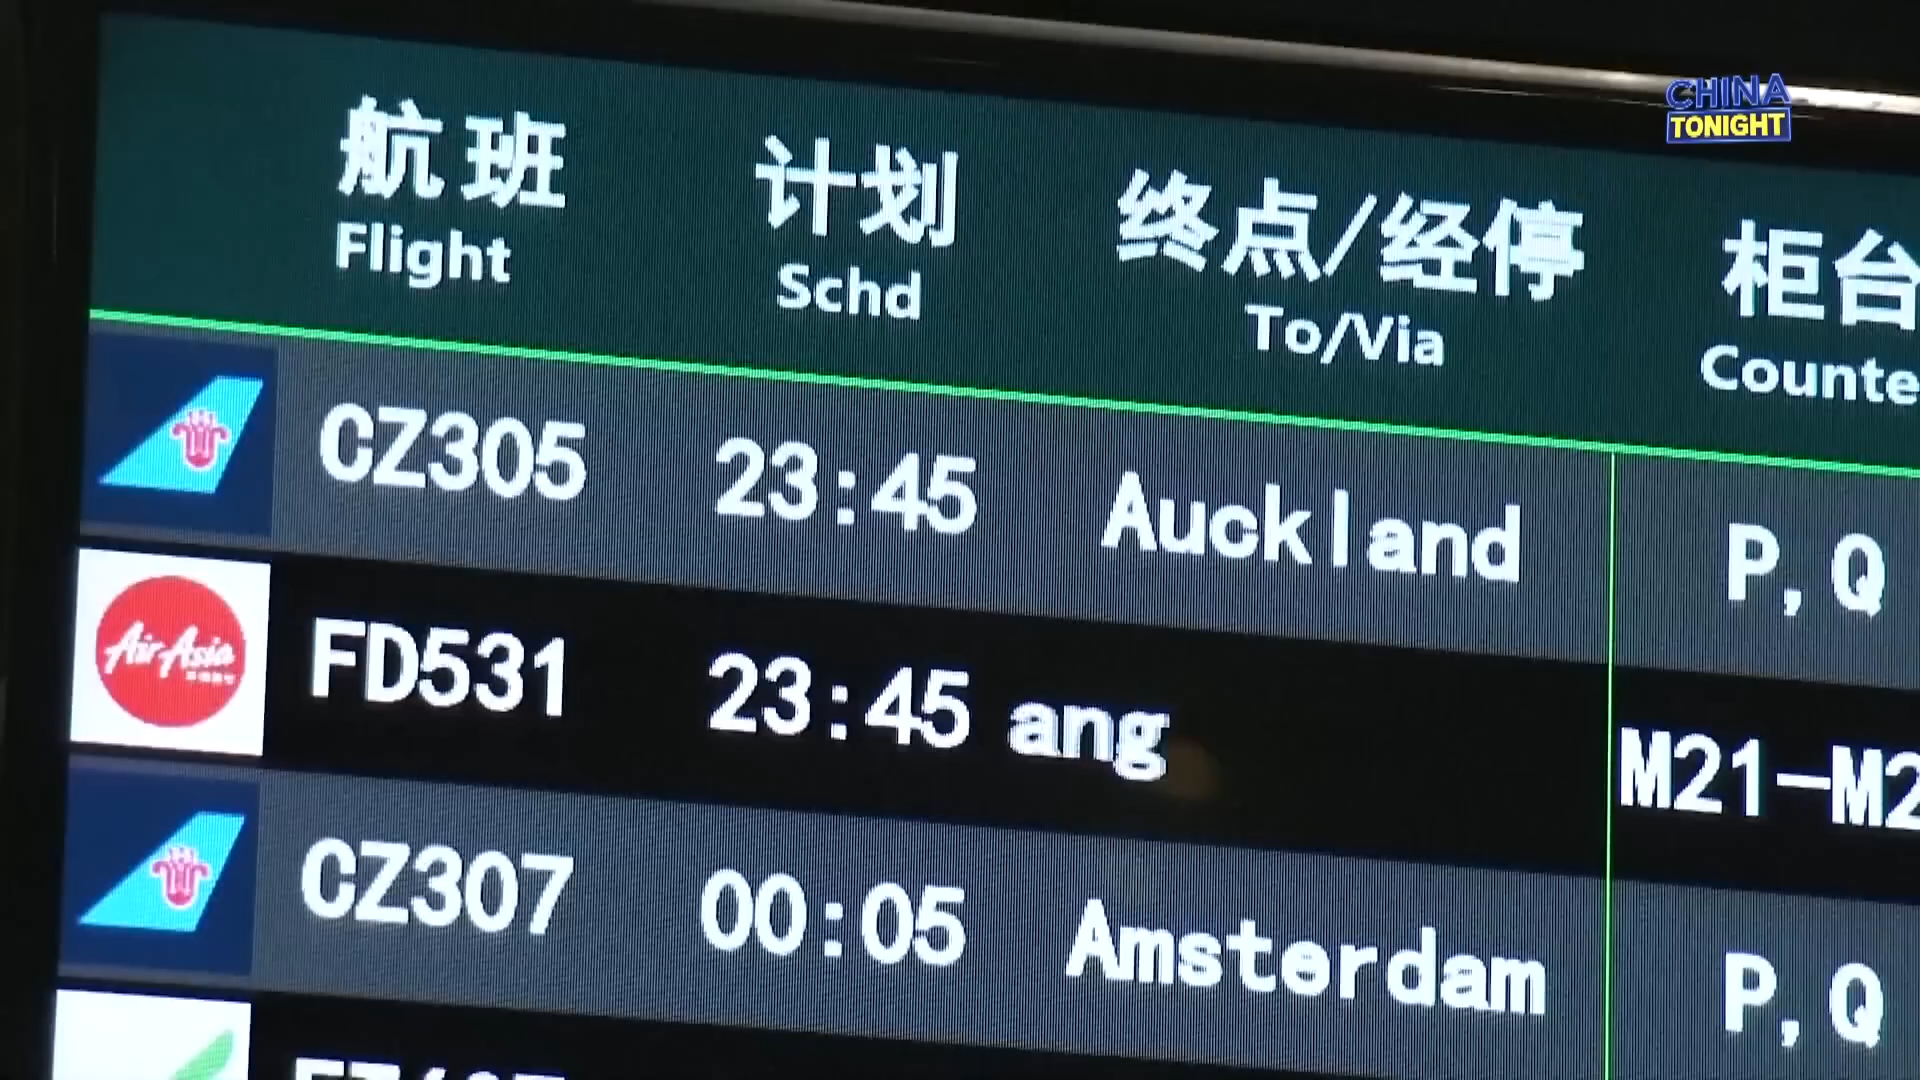 CHINA
TONIGHT
航班 计划 终点/经停 柜台
Flight Schd To/Via Counte
CZ305 23:45 Auckland P,Q
AirAsia FD531 23:45 ang M21-M2
CZ307 00:05 Amsterdam P,Q